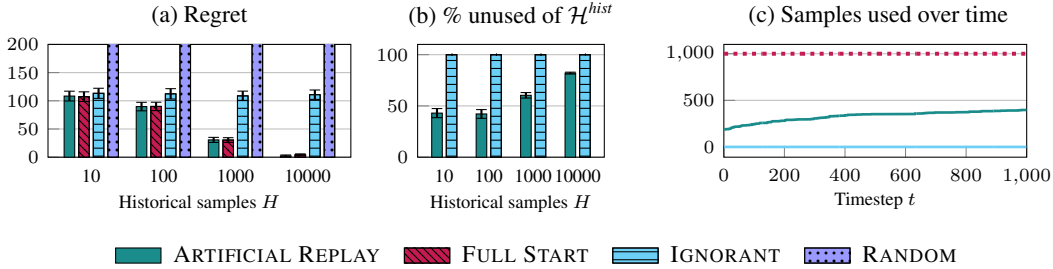 (a) Regret
200
150
100
50
0
10
100
1000
10000
Historical samples H
(b) % unused of H^hist
100
50
0
10
100
1000
10000
Historical samples H
(c) Samples used over time
1,000
500
0
0
200
400
600
800
1,000
Timestep t
ARTIFICIAL REPLAY
FULL START
IGNORANT
RANDOM